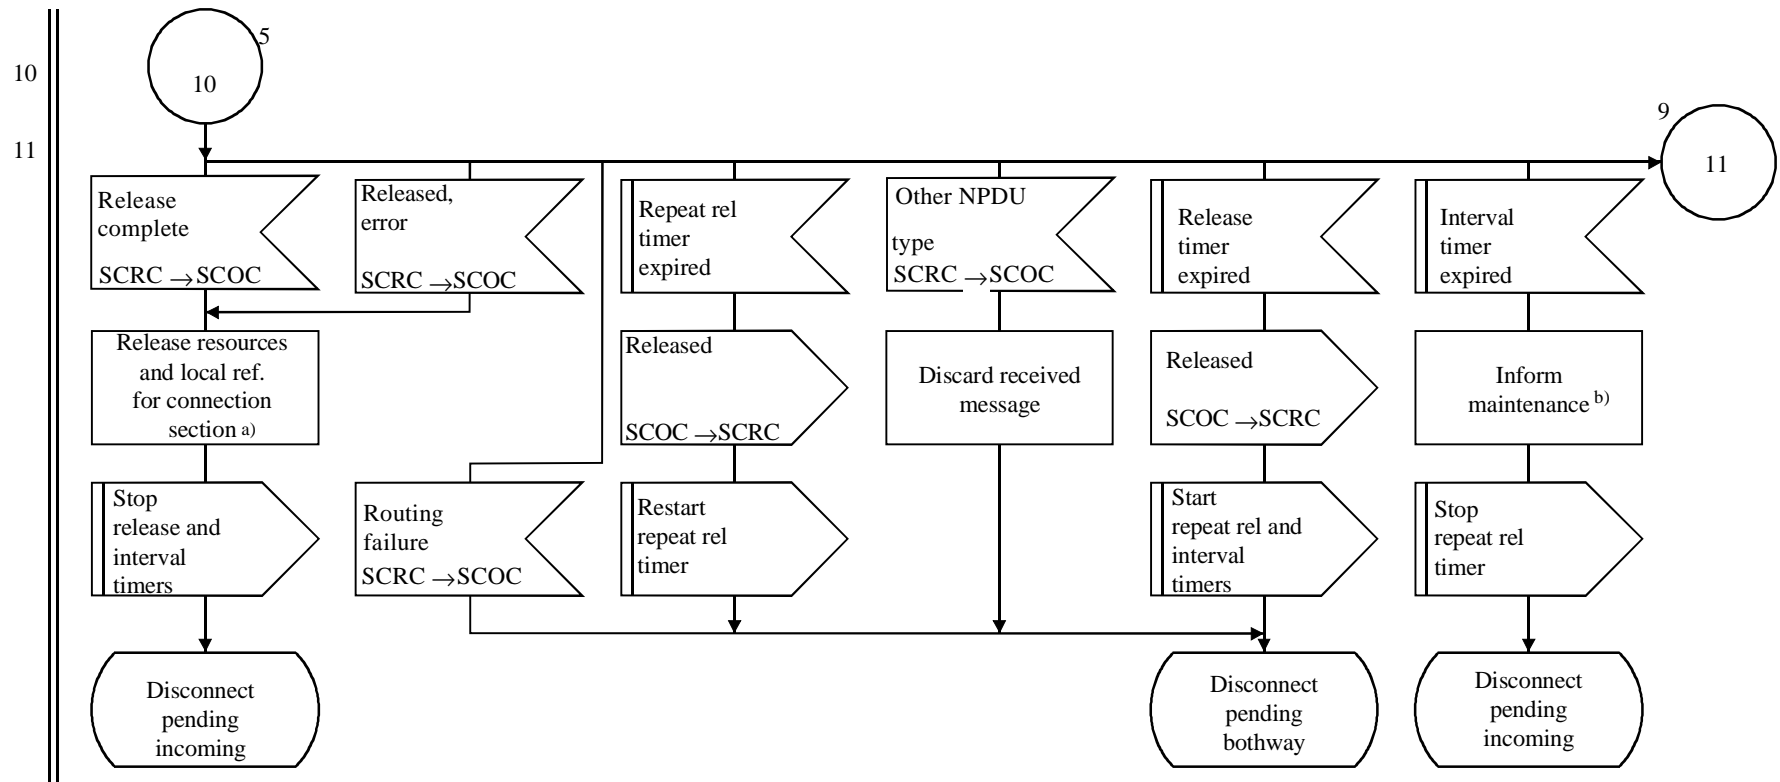 5
10
10
9
11
11
Release
complete
SCRC →SCOC
Released,
error
SCRC →SCOC
Repeat rel
timer
expired
Other NPDU
type
SCRC →SCOC
Release
timer
expired
Interval
timer
expired
Release resources
and local ref.
for connection
section a)
Released
SCOC →SCRC
Discard received
message
Released
SCOC →SCRC
Inform
maintenance b)
Stop
release and
interval
timers
Routing
failure
SCRC →SCOC
Restart
repeat rel
timer
Start
repeat rel and
interval
timers
Stop
repeat rel
timer
Disconnect
pending
incoming
Disconnect
pending
bothway
Disconnect
pending
incoming